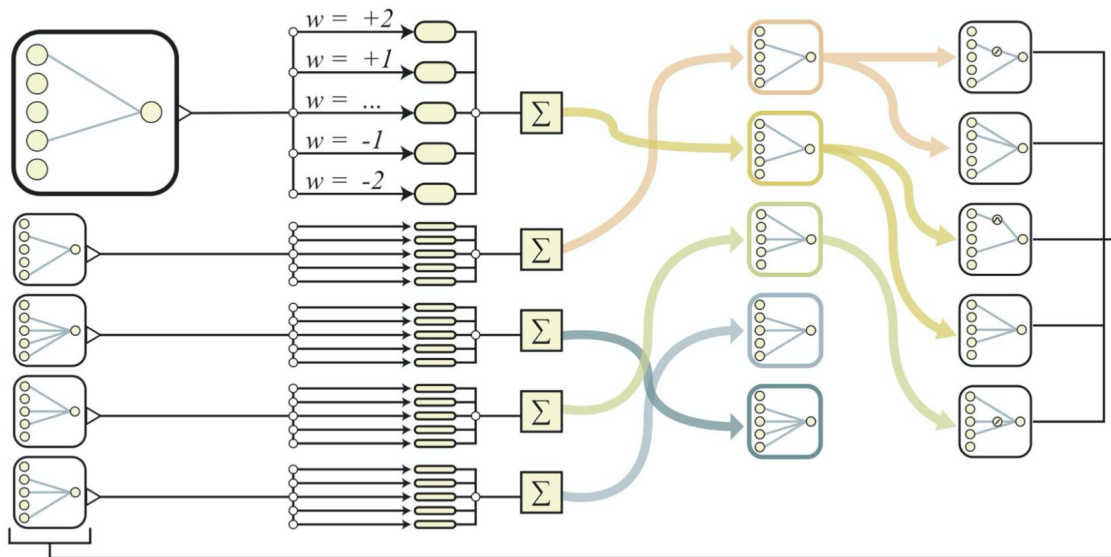 w = +2
w = +1
w = ...
w = -1
w = -2
Σ
Σ
Σ
Σ
Σ